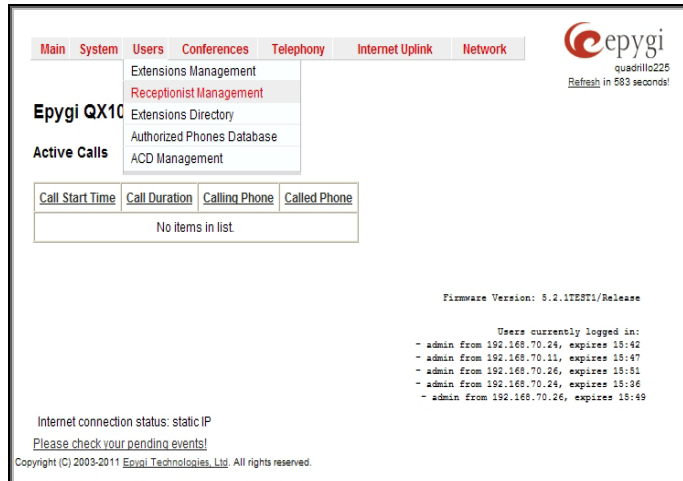 epygi
quadrillo225
Refresh in 583 seconds!
Main System Users Conferences Telephony Internet Uplink Network
Extensions Management
Receptionist Management
Extensions Directory
Authorized Phones Database
ACD Management
Epygi QX10
Active Calls
Call Start Time Call Duration Calling Phone Called Phone
No items in list.
Firmware Version: 5.2.1TEST1/Release
Users currently logged in:
- admin from 192.168.70.24, expires 15:42
- admin from 192.168.70.11, expires 15:47
- admin from 192.168.70.26, expires 15:51
- admin from 192.168.70.24, expires 15:36
- admin from 192.168.70.26, expires 15:49
Internet connection status: static IP
Please check your pending events!
Copyright (C) 2003-2011 Epygi Technologies, Ltd. All rights reserved.